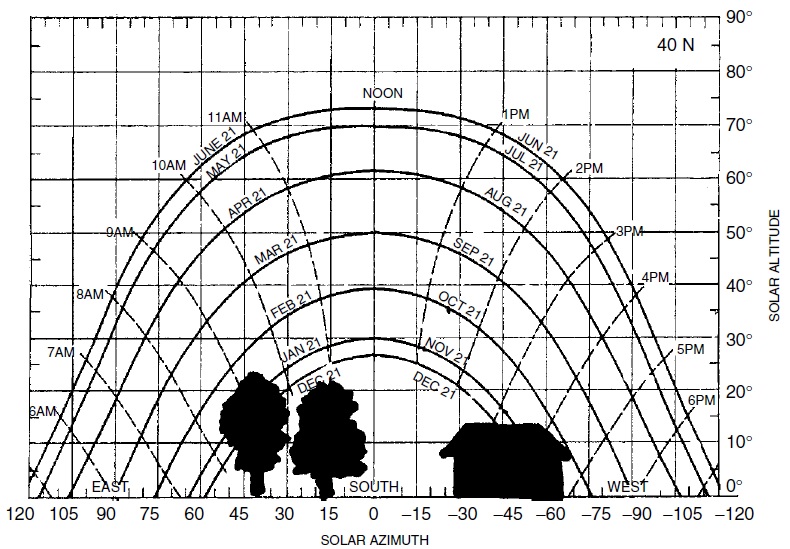 90°
40 N
80°
NOON
11AM
1PM
70°
JUNE 21
JUN 21
10AM
MAY 21
JUL 21
2PM
60°
APR 21
AUG 21
9AM
3PM
50°
MAR 21
SEP 21
4PM
40°
8AM
FEB 21
OCT 21
SOLAR ALTITUDE
7AM
JAN 21
NOV 21
5PM
30°
DEC 21
DEC 21
20°
6AM
6PM
10°
EAST
SOUTH
WEST
0°
120 105 90 75 60 45 30 15 0 -15 -30 -45 -60 -75 -90 -105 -120
SOLAR AZIMUTH